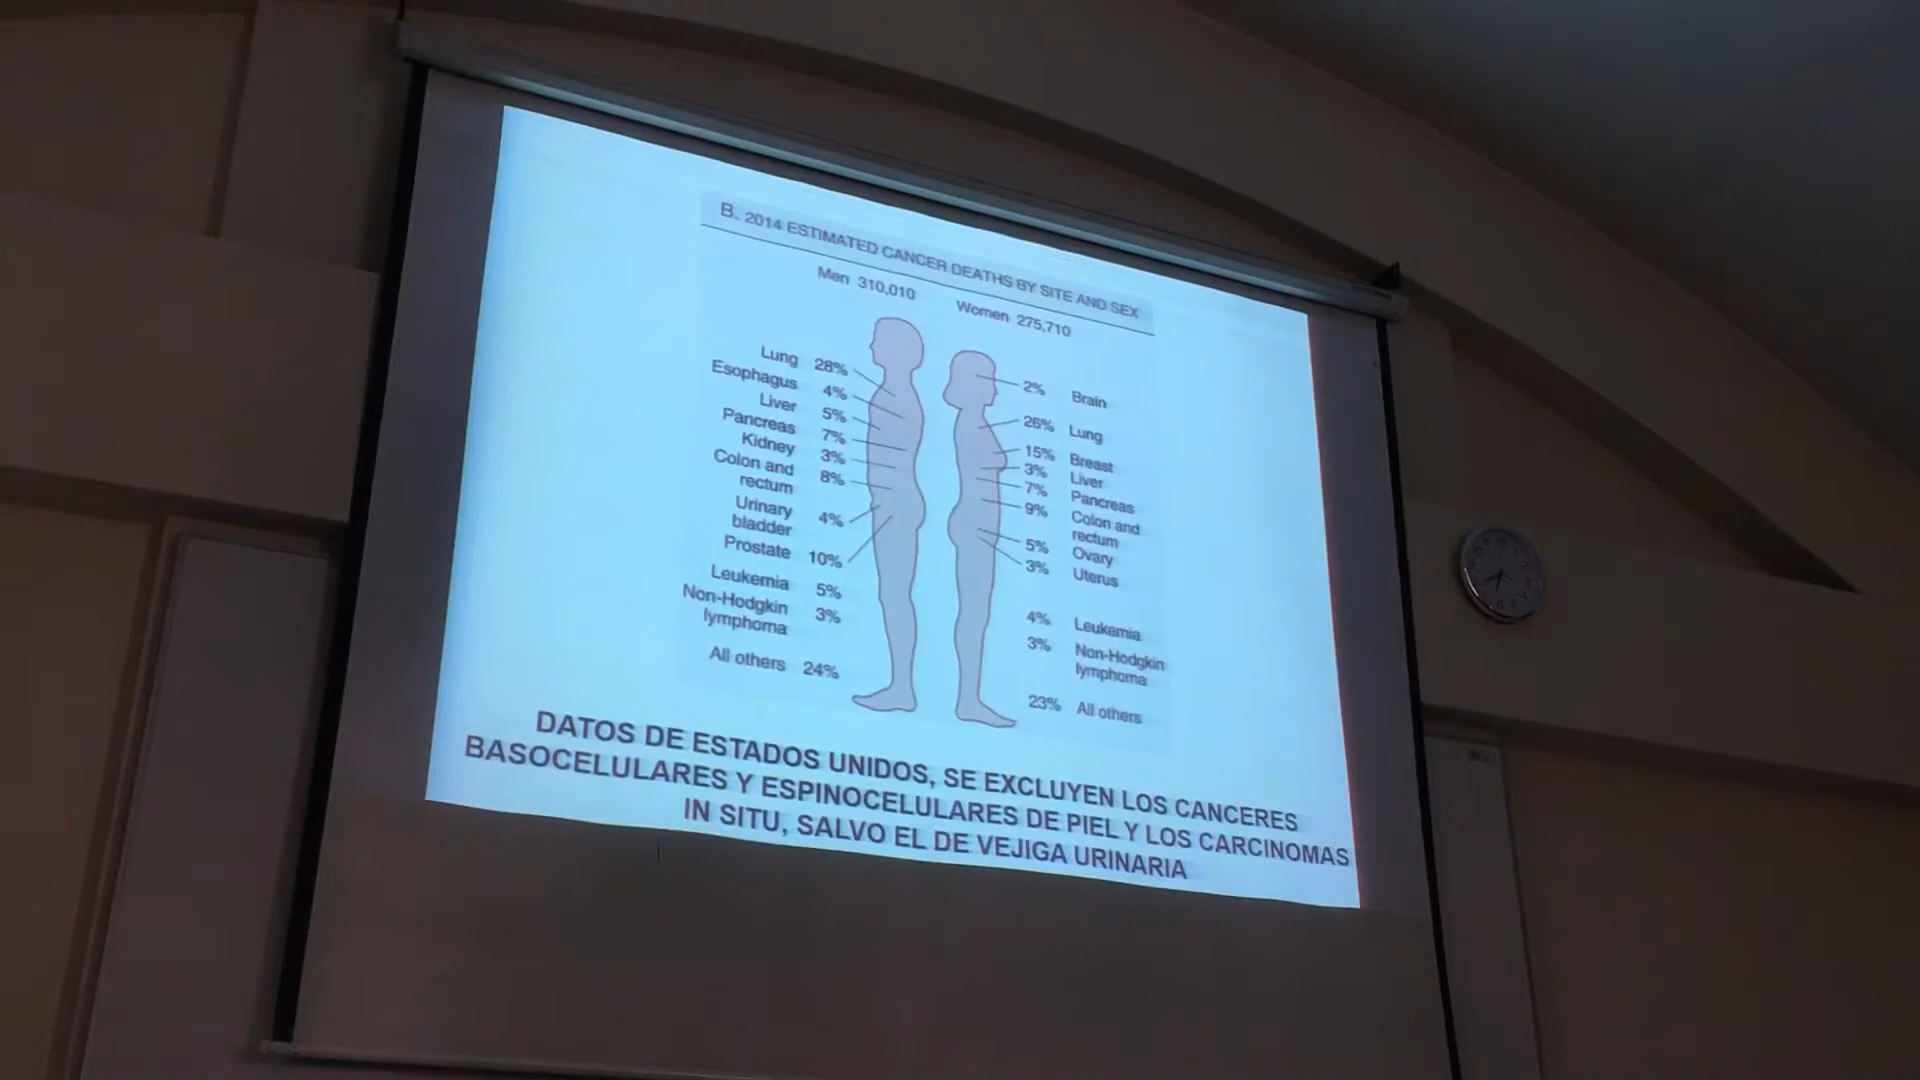 B. 2014 ESTIMATED CANCER DEATHS BY SITE AND SEX
Men 310,010
Women 275,710
Lung 28%
Esophagus 4%
Liver 5%
Pancreas 7%
Kidney 3%
Colon and
rectum 8%
Urinary
bladder 4%
Prostate 10%
Leukemia 5%
Non-Hodgkin
lymphoma 3%
All others 24%
2% Brain
26% Lung
15% Breast
3% Liver
7% Pancreas
9% Colon and
rectum
5% Ovary
3% Uterus
4% Leukemia
3% Non-Hodgkin
lymphoma
23% All others
DATOS DE ESTADOS UNIDOS, SE EXCLUYEN LOS CANCERES
BASOCELULARES Y ESPINOCELULARES DE PIEL Y LOS CARCINOMAS
IN SITU, SALVO EL DE VEJIGA URINARIA